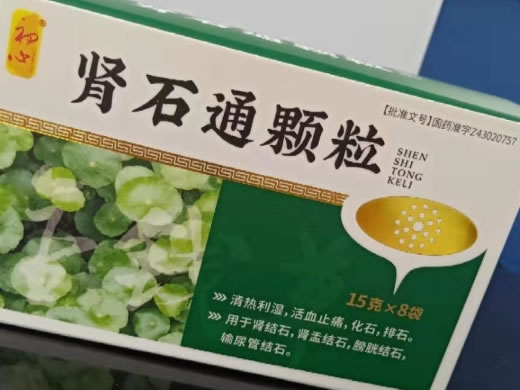 初心
肾石通颗粒
【批准文号】国药准字Z43020757
SHEN
SHI
TONG
KELI
15克×8袋
>>> 清热利湿，活血止痛，化石，排石。
>>> 用于肾结石，肾盂结石，膀胱结石，
输尿管结石。